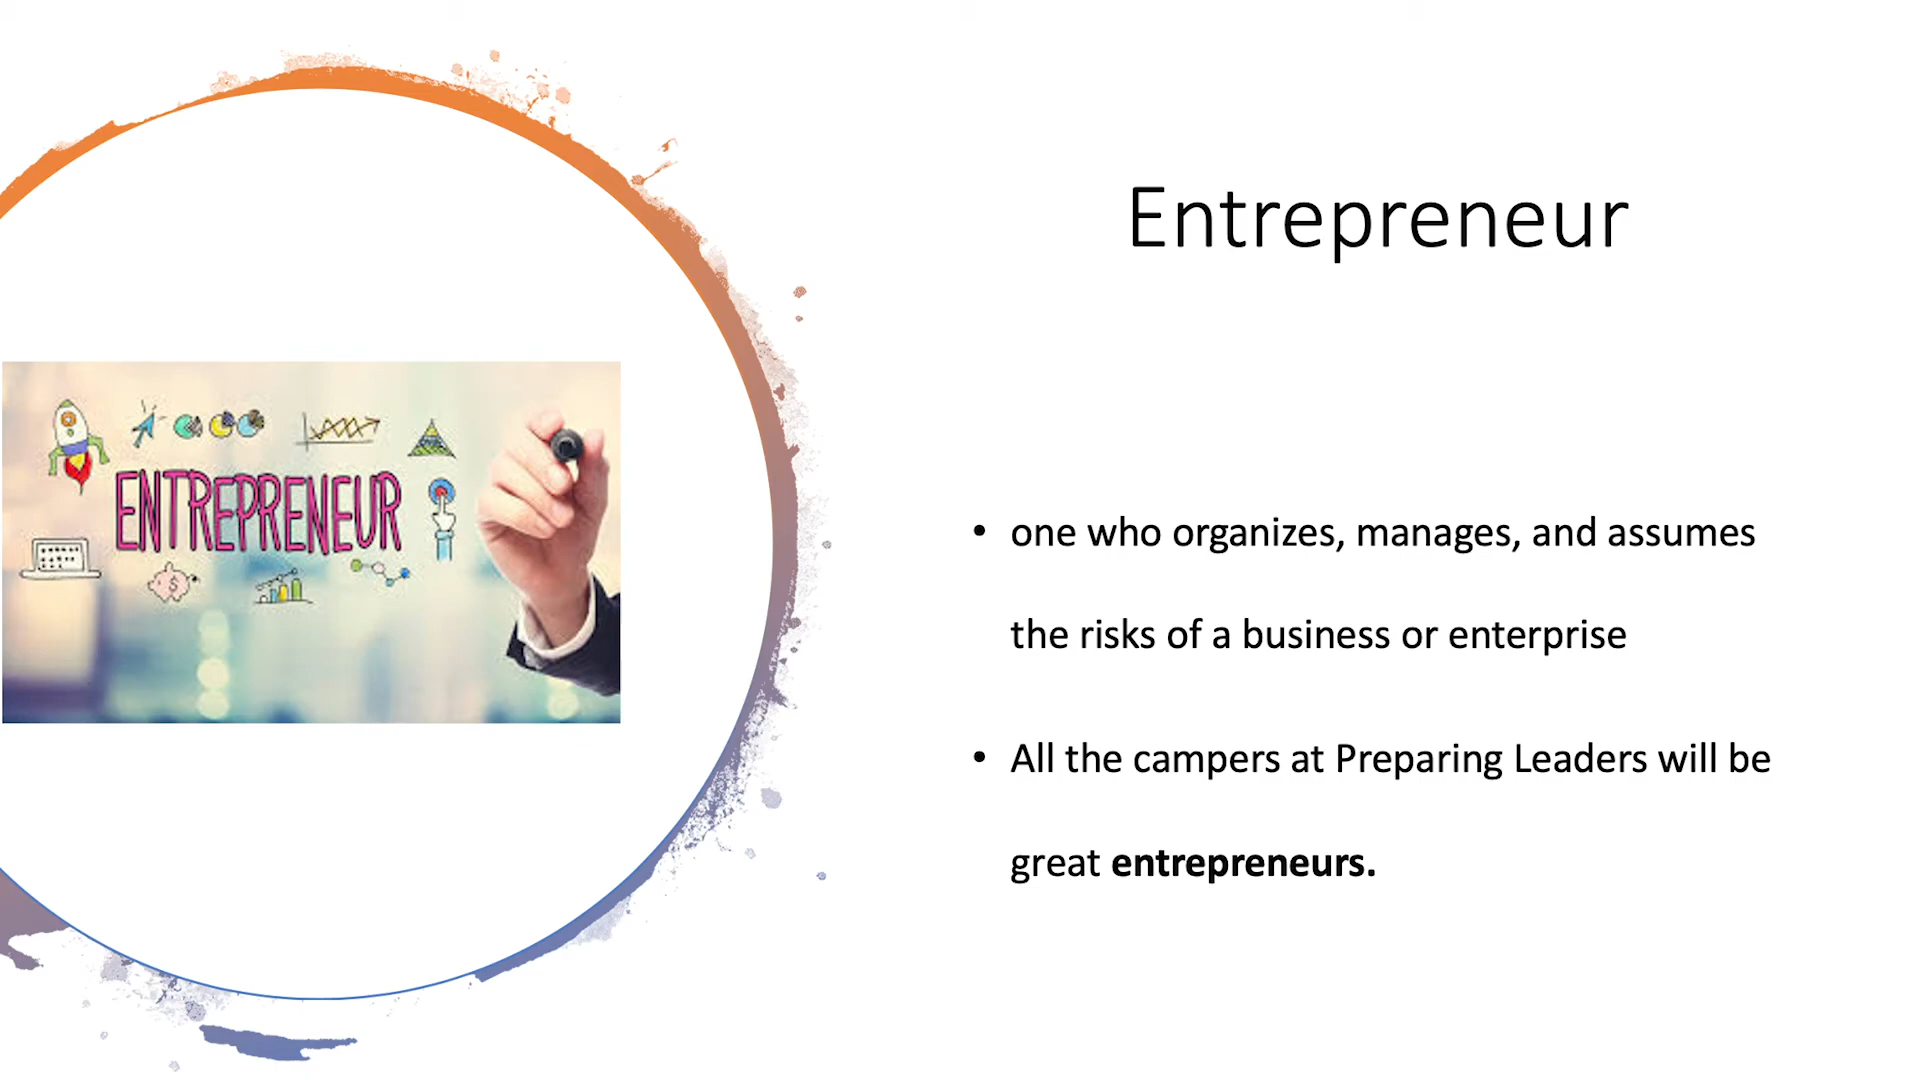 Entrepreneur
ENTREPRENEUR
• one who organizes, manages, and assumes
the risks of a business or enterprise
• All the campers at Preparing Leaders will be
great entrepreneurs.